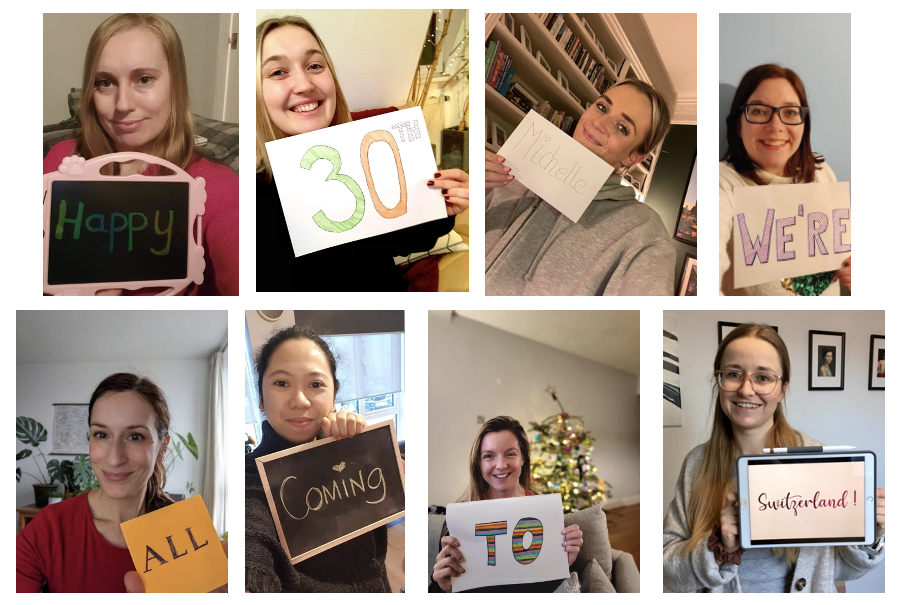 Happy
30TH
Michelle
WE'RE
ALL
COMING
TO
Switzerland!